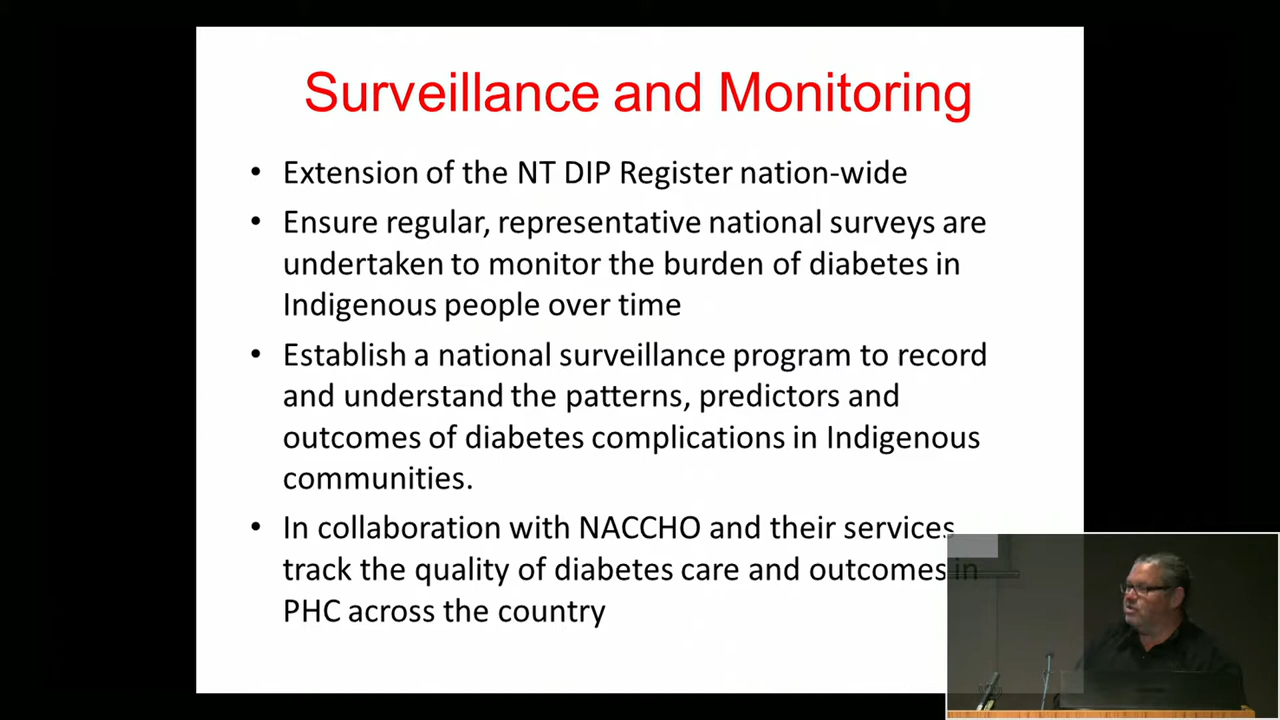 Surveillance and Monitoring
• Extension of the NT DIP Register nation-wide
• Ensure regular, representative national surveys are
undertaken to monitor the burden of diabetes in
Indigenous people over time
• Establish a national surveillance program to record
and understand the patterns, predictors and
outcomes of diabetes complications in Indigenous
communities.
• In collaboration with NACCHO and their services
track the quality of diabetes care and outcomes in
PHC across the country